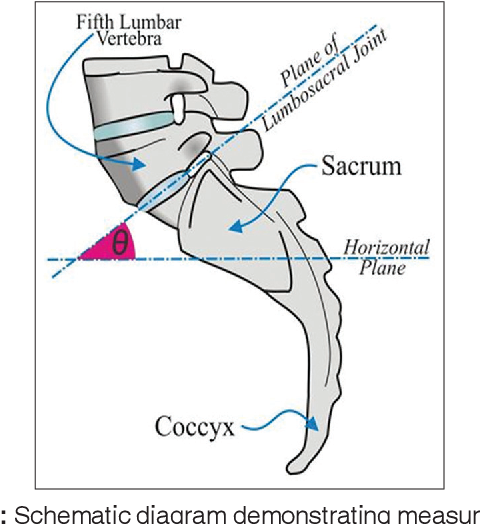 Fifth Lumbar
Vertebra
Plane of
Lumbosacral Joint
Sacrum
θ
Horizontal
Plane
Coccyx
: Schematic diagram demonstrating measur